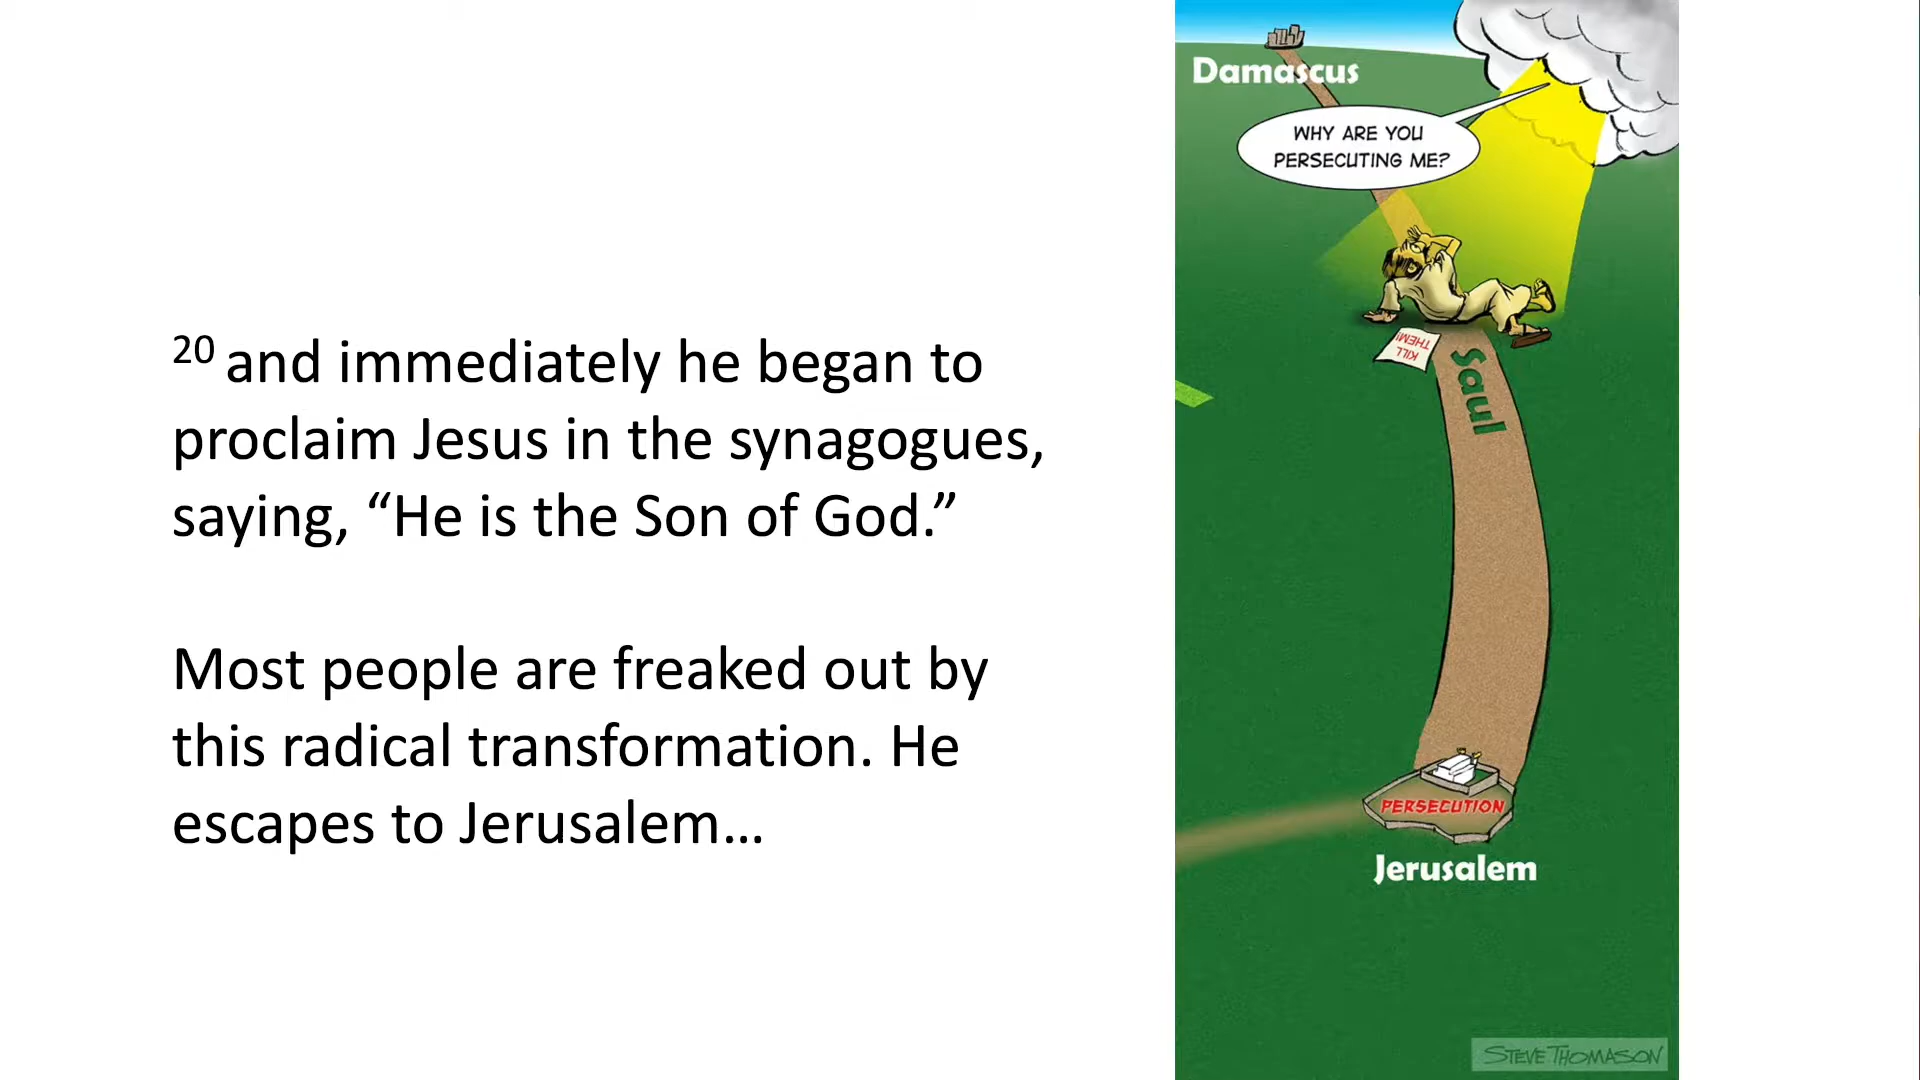 20 and immediately he began to
proclaim Jesus in the synagogues,
saying, “He is the Son of God.”
Most people are freaked out by
this radical transformation. He
escapes to Jerusalem…
Damascus
WHY ARE YOU
PERSECUTING ME?
KILL
THEM!
Saul
PERSECUTION
Jerusalem
STEVE THOMASON